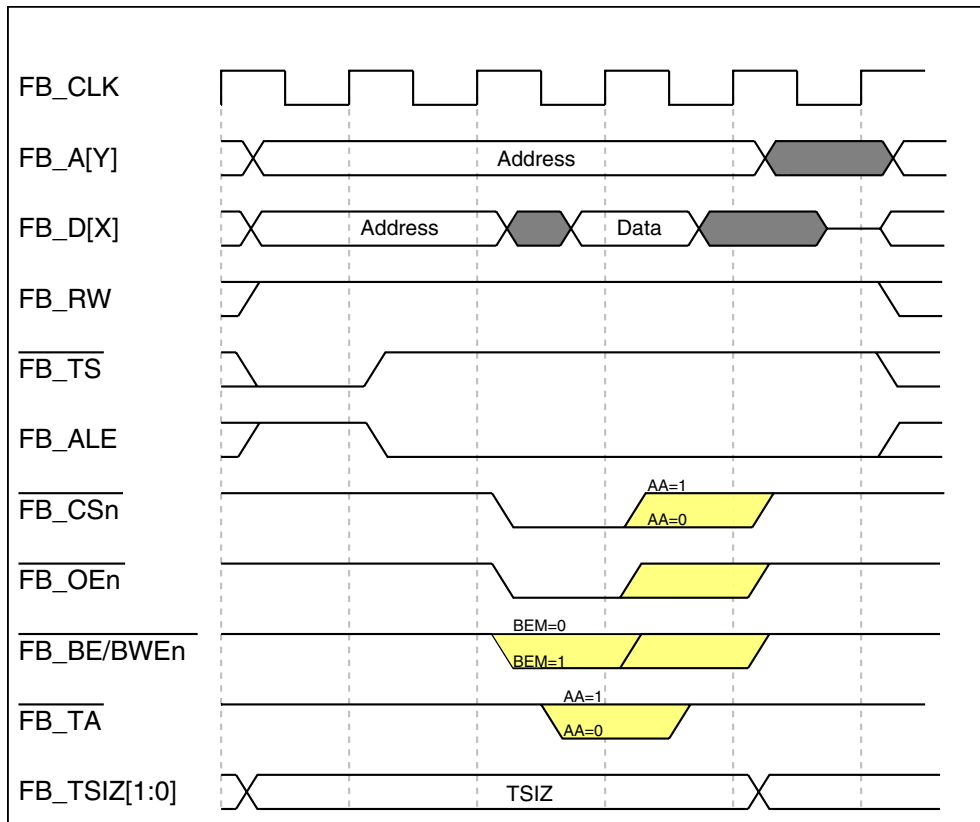 FB_CLK
FB_A[Y]
Address
FB_D[X]
Address
Data
FB_RW
FB_TS
FB_ALE
FB_CSn
AA=1
AA=0
FB_OEn
FB_BE/BWEn
BEM=0
BEM=1
FB_TA
AA=1
AA=0
FB_TSIZ[1:0]
TSIZ